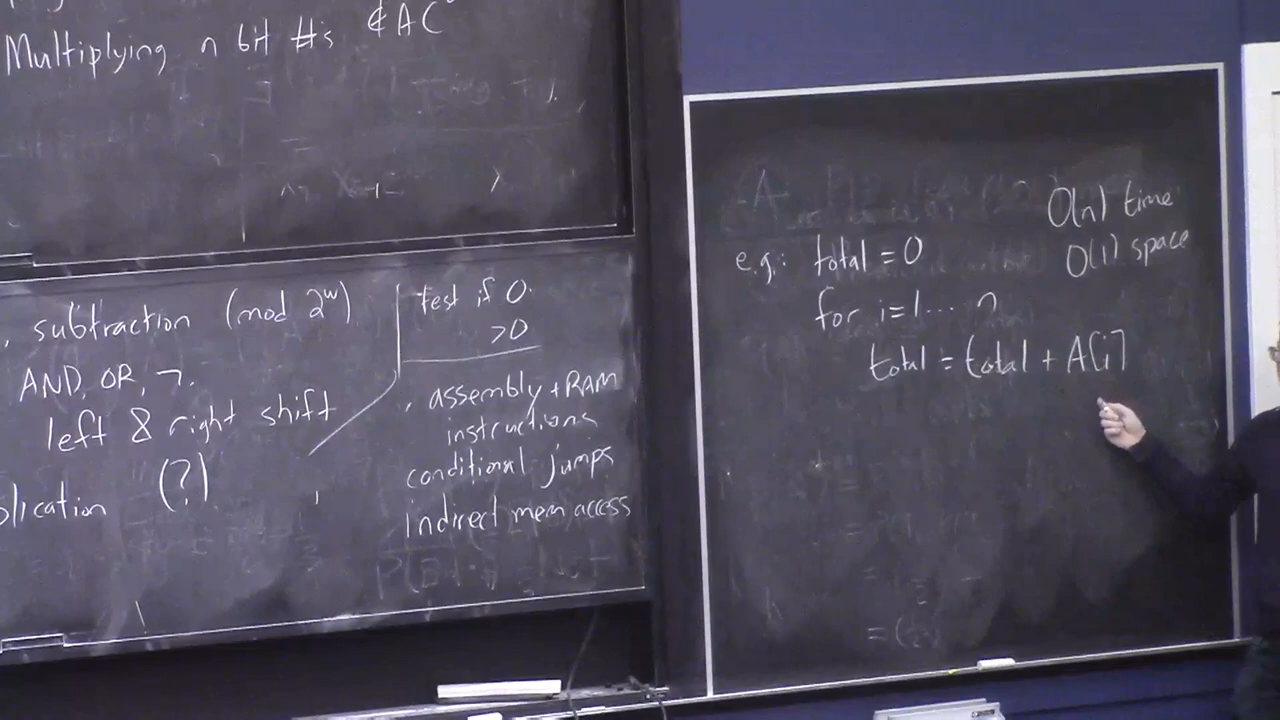 Multiplying n bit #s ∉ AC⁰
, subtraction (mod 2^w)
AND, OR, ¬.
left & right shift
plication (?)
test if 0.
>0
, assembly + RAM
instructions
conditional jumps
indirect mem access
O(n) time
O(1) space
e.g.: total = 0
for i=1... n
total = total + A[i]